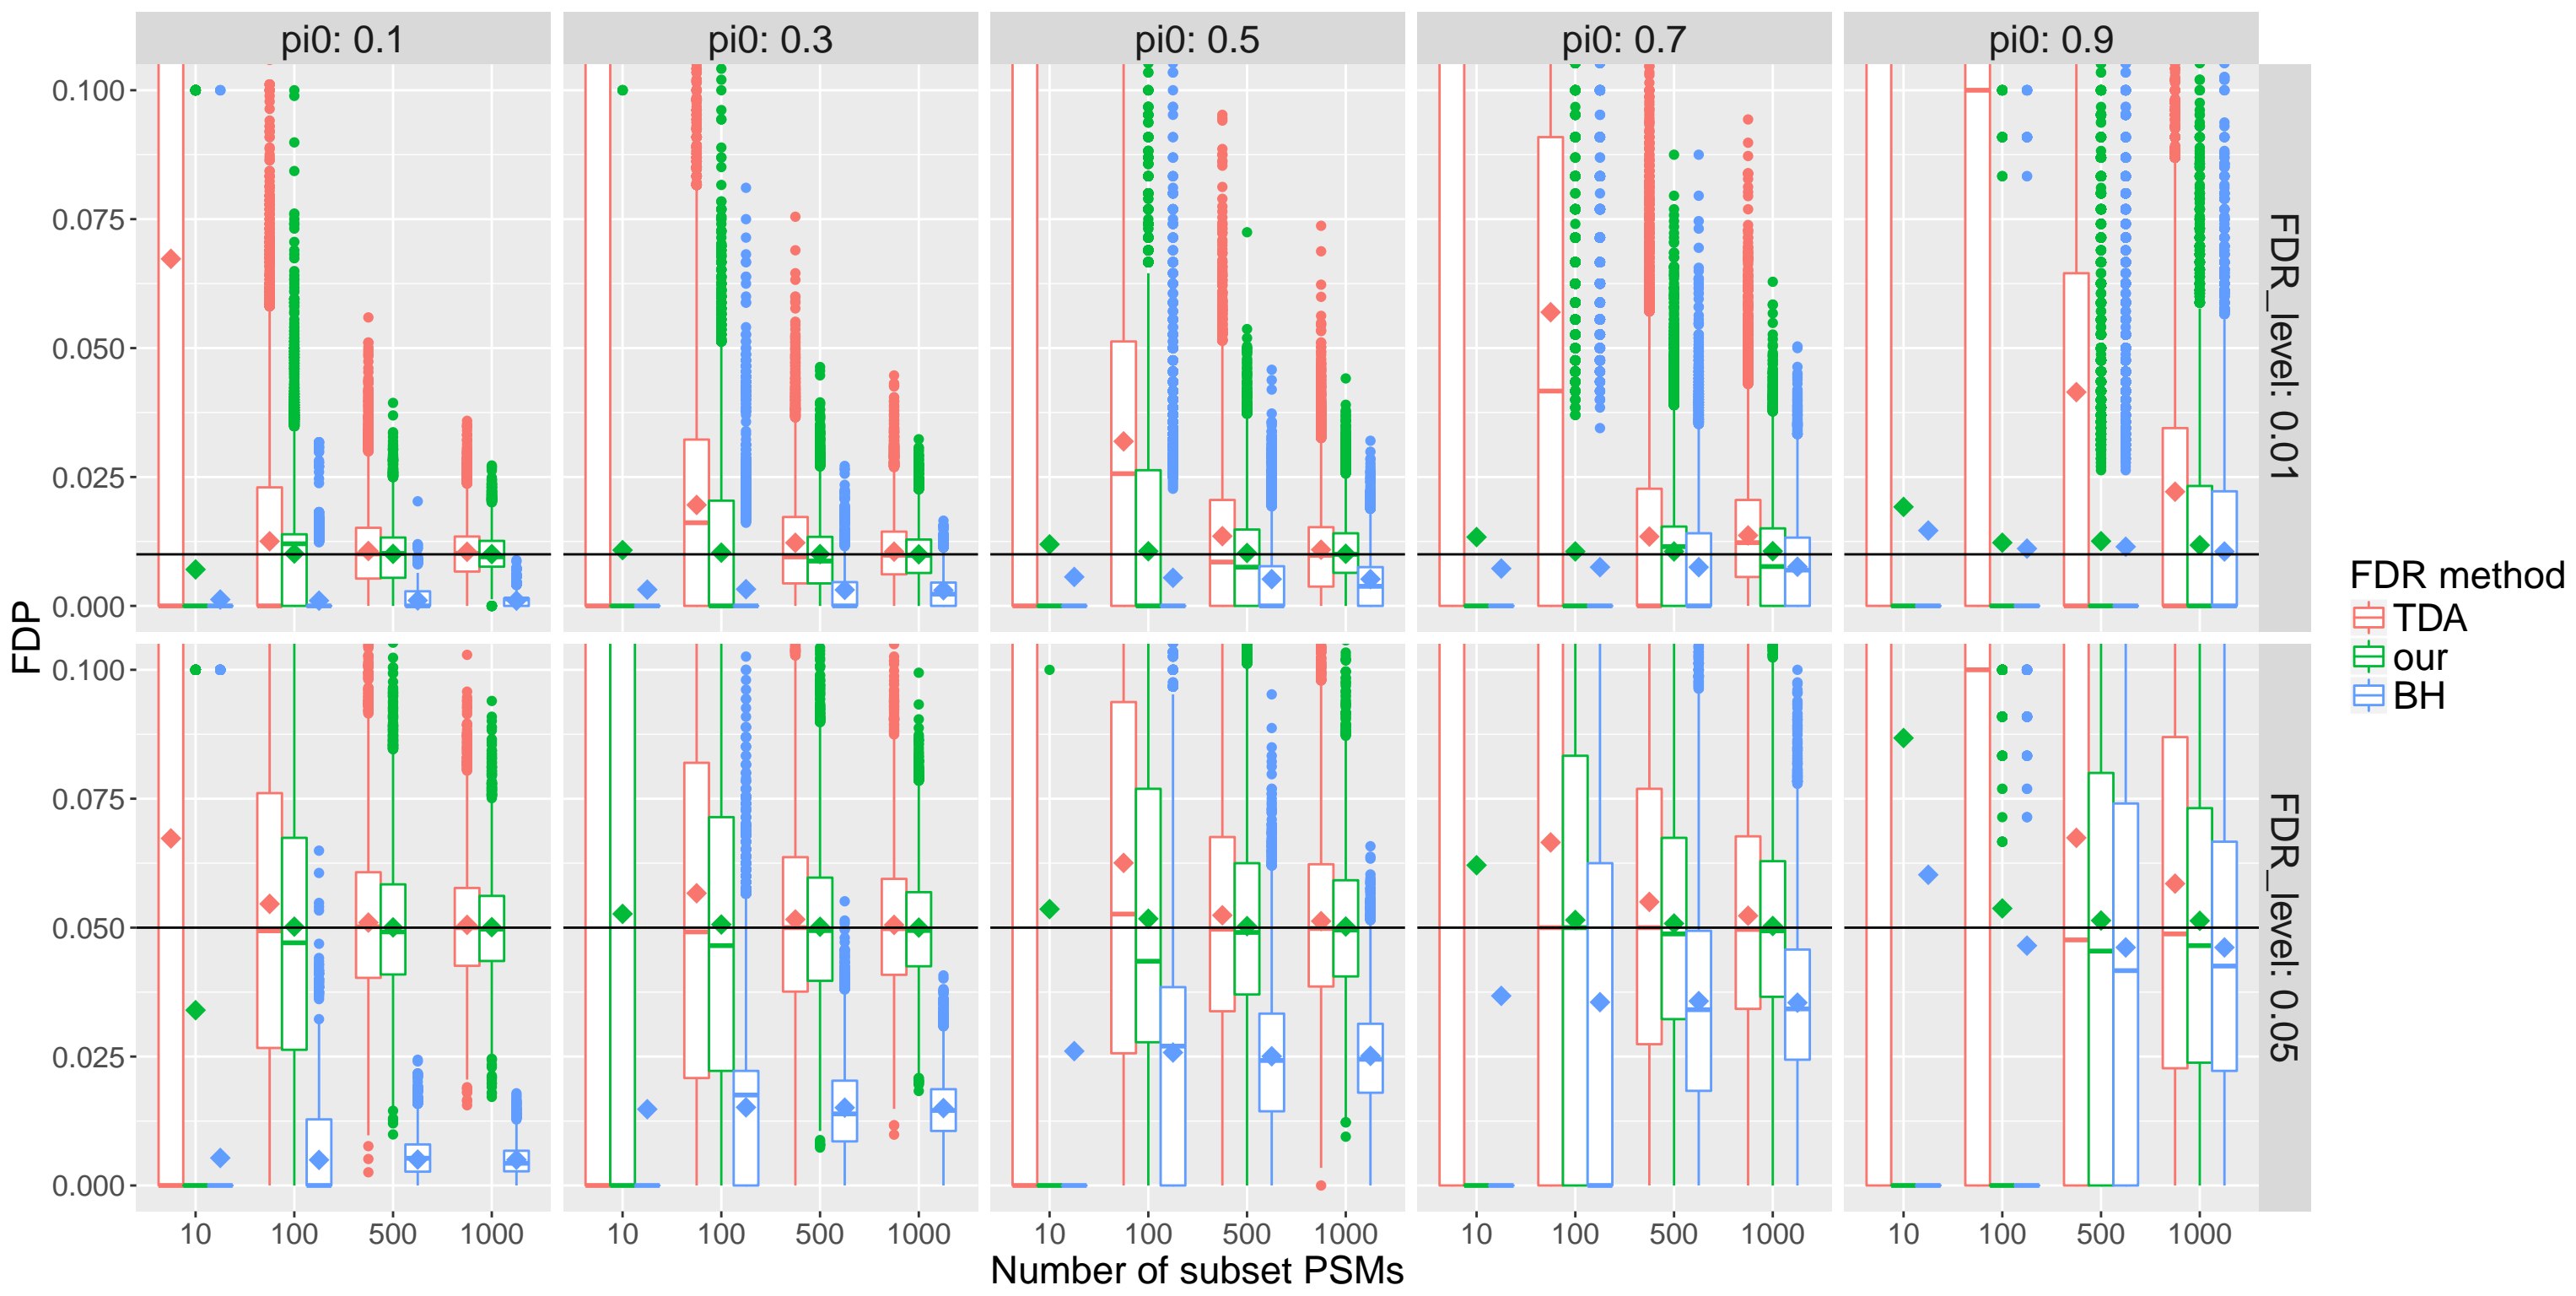 pi0: 0.1 pi0: 0.3 pi0: 0.5 pi0: 0.7 pi0: 0.9
0.100
0.075
0.050
0.025
0.000
FDR_level: 0.01
FDP
0.100
0.075
0.050
0.025
0.000
FDR_level: 0.05
10 100 500 1000 10 100 500 1000 10 100 500 1000 10 100 500 1000 10 100 500 1000
Number of subset PSMs
FDR method
TDA
our
BH